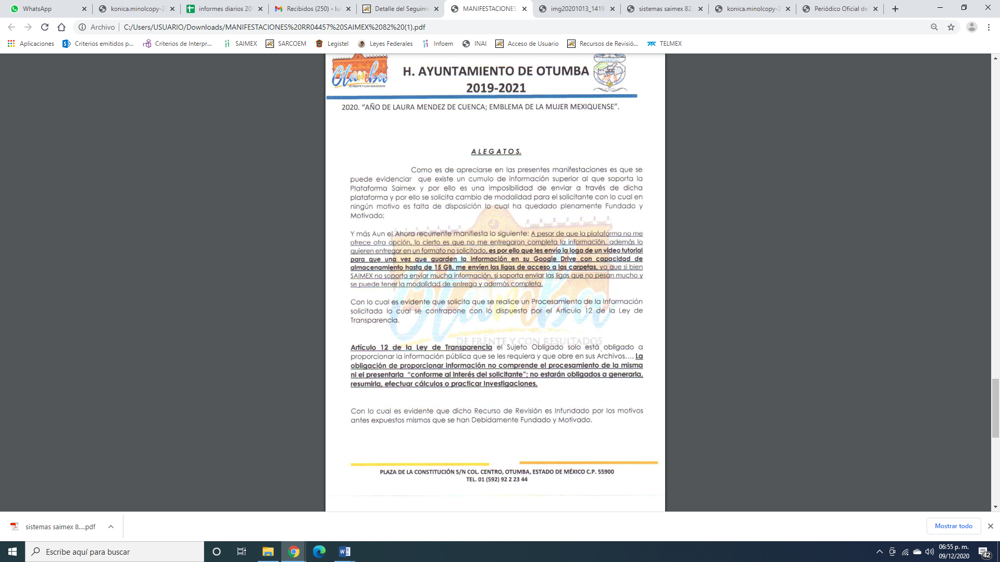 WhatsApp
konica.minolcopy-2
informes diarios 201
Recibidos (250) - lui
Detalle del Seguimi
MANIFESTACIONES
img20201013_1419
sistemas saimex 82.
konica.minolcopy-2
Periódico Oficial de
Archivo
C:/Users/USUARIO/Downloads/MANIFESTACIONES%20RR04457%20SAIMEX%2082%20(1).pdf
Aplicaciones
Criterios emitidos p...
Criterios de Interpr...
SAIMEX
SARCOEM
Legistel
Leyes Federales
Infoem
INAI
Acceso de Usuario
Recursos de Revisió...
TELMEX
Otumba
DE FRENTE Y CON RESULTADOS
H. AYUNTAMIENTO DE OTUMBA
2019-2021
2020. “AÑO DE LAURA MENDEZ DE CUENCA; EMBLEMA DE LA MUJER MEXIQUENSE”.
A L E G A T O S.
Como es de apreciarse en las presentes manifestaciones es que se
puede evidenciar que existe un cumulo de información superior al que soporta la
Plataforma Saimex y por ello es una imposibilidad de enviar a través de dicha
plataforma y por ello se solicita cambio de modalidad para el solicitante con lo cual en
ningún motivo es falta de disposición lo cual ha quedado plenamente Fundado y
Motivado;
Y más Aun el Ahora recurrente manifiesta lo siguiente: A pesar de que la plataforma no me
ofrece otra opción, lo cierto es que no me entregaron completa la información, además lo
quieren entregar en un formato no solicitado, es por ello que les envío la loga de un video tutorial
para que una vez que guarden la información en su Google Drive con capacidad de
almacenamiento hasta de 15 GB, me envíen las ligas de acceso a las carpetas, ya que si bien
SAIMEX no soporta enviar mucha información, si soporta enviar las ligas que no pesan mucho y
se puede tener la modalidad de entrega y además completa.
Con lo cual es evidente que solicita que se realice un Procesamiento de la Información
solicitada lo cual se contrapone con lo dispuesto por el Articulo 12 de la Ley de
Transparencia.
Otumba
DE FRENTE Y CON RESULTADOS
Artículo 12 de la Ley de Transparencia el Sujeto Obligado solo está obligado a
proporcionar la información pública que se les requiera y que obre en sus Archivos…. La
obligación de proporcionar información no comprende el procesamiento de la misma
ni el presentarla “conforme al interés del solicitante”; no estarán obligados a generarla,
resumirla, efectuar cálculos o practicar Investigaciones.
Con lo cual es evidente que dicho Recurso de Revisión es Infundado por los motivos
antes expuestos mismos que se han Debidamente Fundado y Motivado.
PLAZA DE LA CONSTITUCIÓN S/N COL. CENTRO, OTUMBA, ESTADO DE MÉXICO C.P. 55900
TEL. 01 (592) 92 2 23 44
sistemas saimex 8....pdf
Mostrar todo
Escribe aquí para buscar
06:55 p. m.
09/12/2020
42